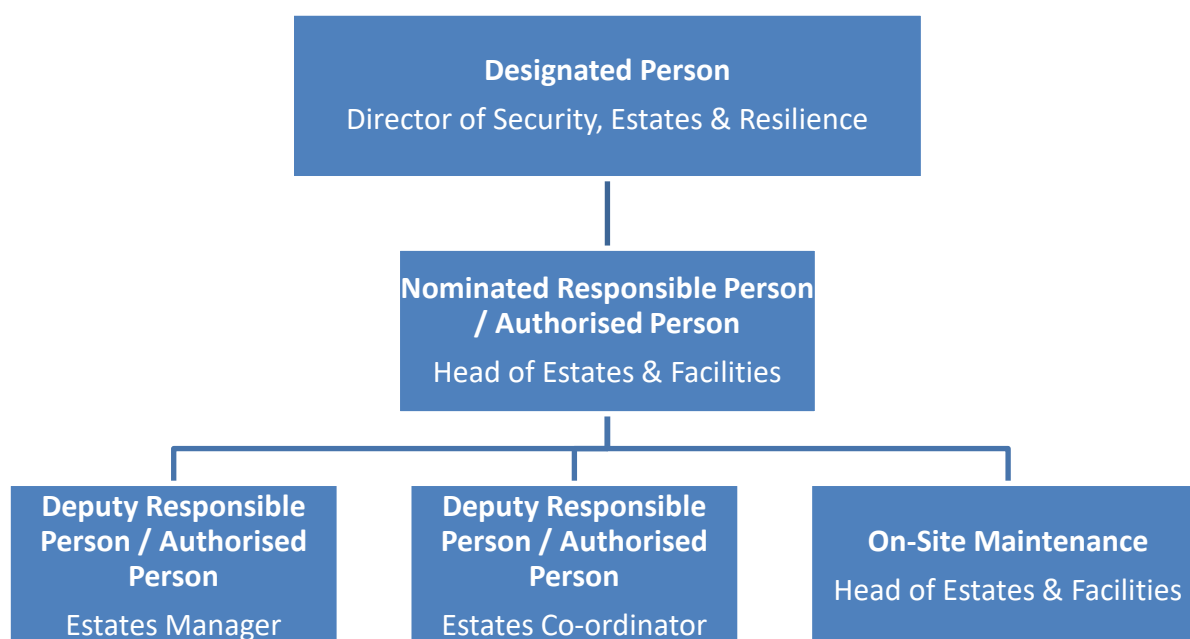 Designated Person
Director of Security, Estates & Resilience
Nominated Responsible Person
/ Authorised Person
Head of Estates & Facilities
Deputy Responsible
Person / Authorised
Person
Estates Manager
Deputy Responsible
Person / Authorised
Person
Estates Co-ordinator
On-Site Maintenance
Head of Estates & Facilities